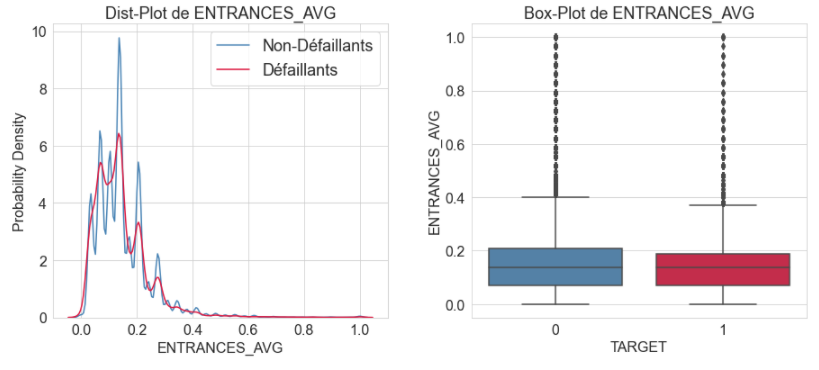 Dist-Plot de ENTRANCES_AVG
Non-Défaillants
Défaillants
Probability Density
10
8
6
4
2
0
0.0 0.2 0.4 0.6 0.8 1.0
ENTRANCES_AVG
Box-Plot de ENTRANCES_AVG
ENTRANCES_AVG
1.0
0.8
0.6
0.4
0.2
0.0
0 1
TARGET